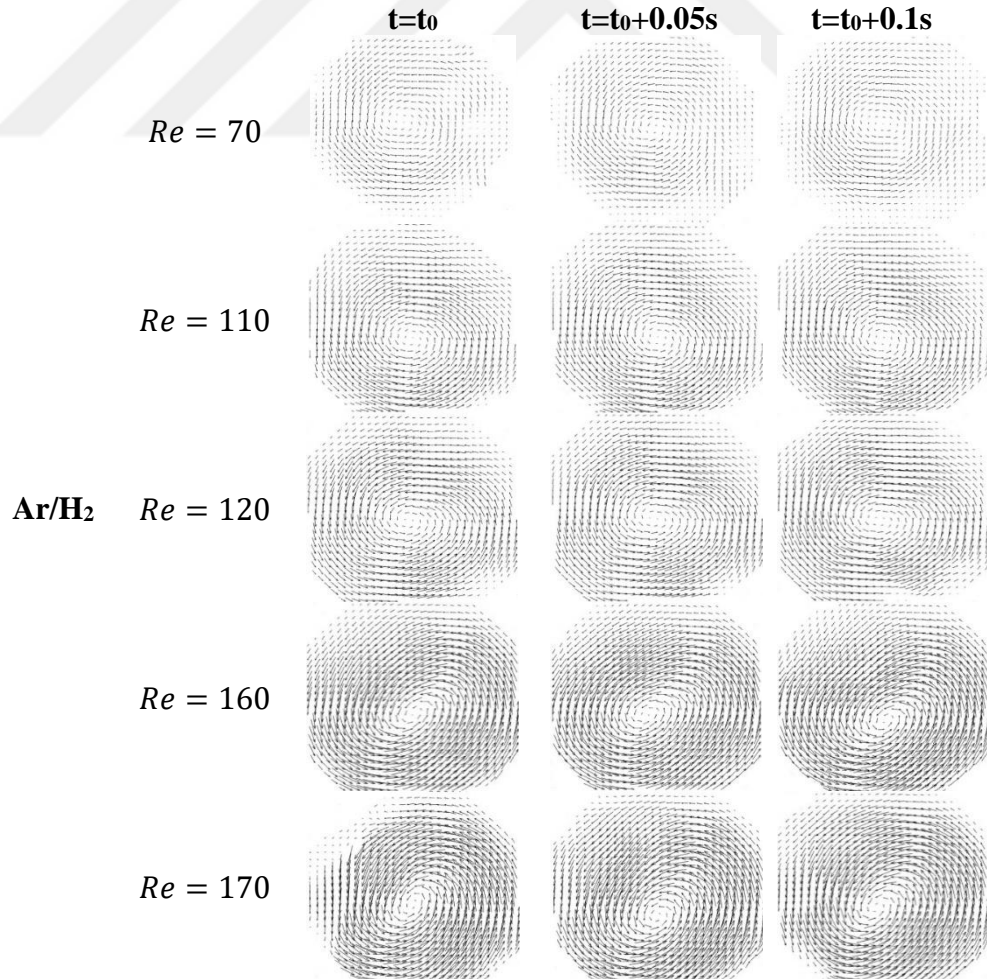 t=t₀ t=t₀+0.05s t=t₀+0.1s
Re = 70
Re = 110
Ar/H₂ Re = 120
Re = 160
Re = 170